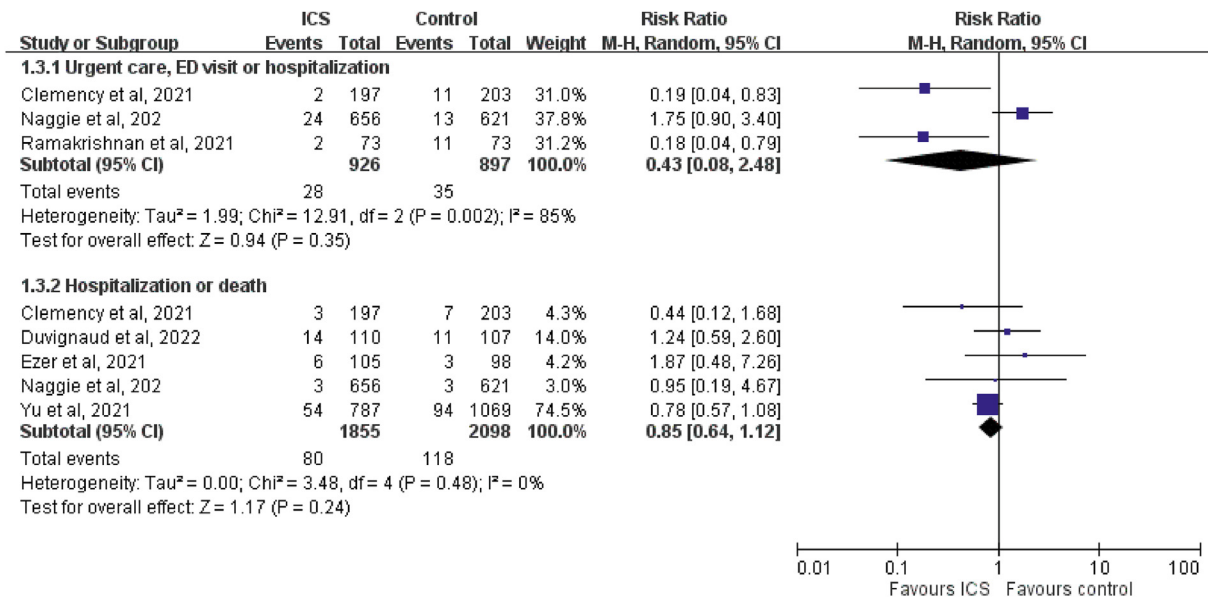 ICS Control Risk Ratio Risk Ratio
Study or Subgroup Events Total Events Total Weight M-H, Random, 95% CI M-H, Random, 95% CI
1.3.1 Urgent care, ED visit or hospitalization
Clemency et al, 2021 2 197 11 203 31.0% 0.19 [0.04, 0.83]
Naggie et al, 202 24 656 13 621 37.8% 1.75 [0.90, 3.40]
Ramakrishnan et al, 2021 2 73 11 73 31.2% 0.18 [0.04, 0.79]
Subtotal (95% CI) 926 897 100.0% 0.43 [0.08, 2.48]
Total events 28 35
Heterogeneity: Tau² = 1.99; Chi² = 12.91, df = 2 (P = 0.002); I² = 85%
Test for overall effect: Z = 0.94 (P = 0.35)
1.3.2 Hospitalization or death
Clemency et al, 2021 3 197 7 203 4.3% 0.44 [0.12, 1.68]
Duvignaud et al, 2022 14 110 11 107 14.0% 1.24 [0.59, 2.60]
Ezer et al, 2021 6 105 3 98 4.2% 1.87 [0.48, 7.26]
Naggie et al, 202 3 656 3 621 3.0% 0.95 [0.19, 4.67]
Yu et al, 2021 54 787 94 1069 74.5% 0.78 [0.57, 1.08]
Subtotal (95% CI) 1855 2098 100.0% 0.85 [0.64, 1.12]
Total events 80 118
Heterogeneity: Tau² = 0.00; Chi² = 3.48, df = 4 (P = 0.48); I² = 0%
Test for overall effect: Z = 1.17 (P = 0.24)
0.01 0.1 1 10 100
Favours ICS Favours control